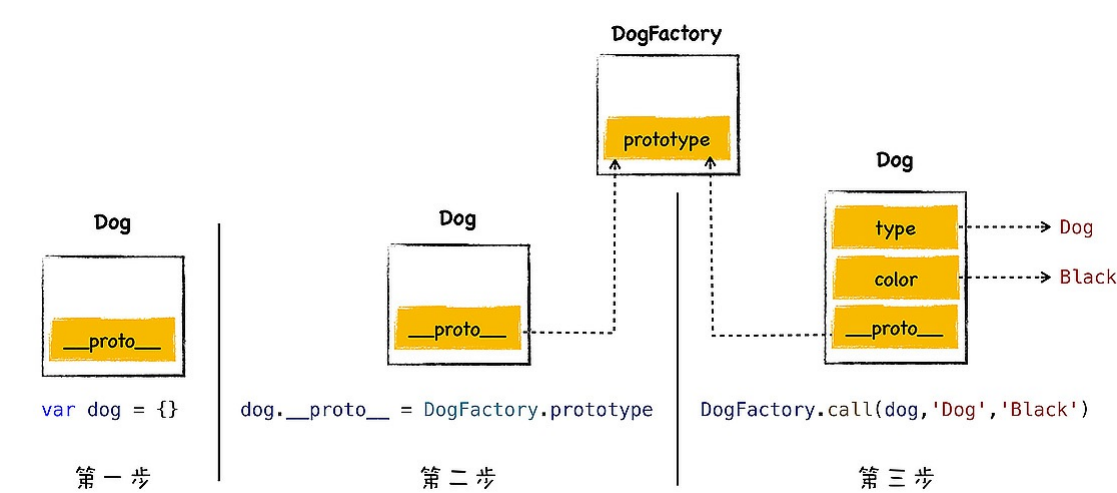 DogFactory
prototype
Dog
__proto__
var dog = {}
第一步
Dog
__proto__
dog.__proto__ = DogFactory.prototype
第二步
Dog
type
Dog
color
Black
__proto__
DogFactory.call(dog,'Dog','Black')
第三步